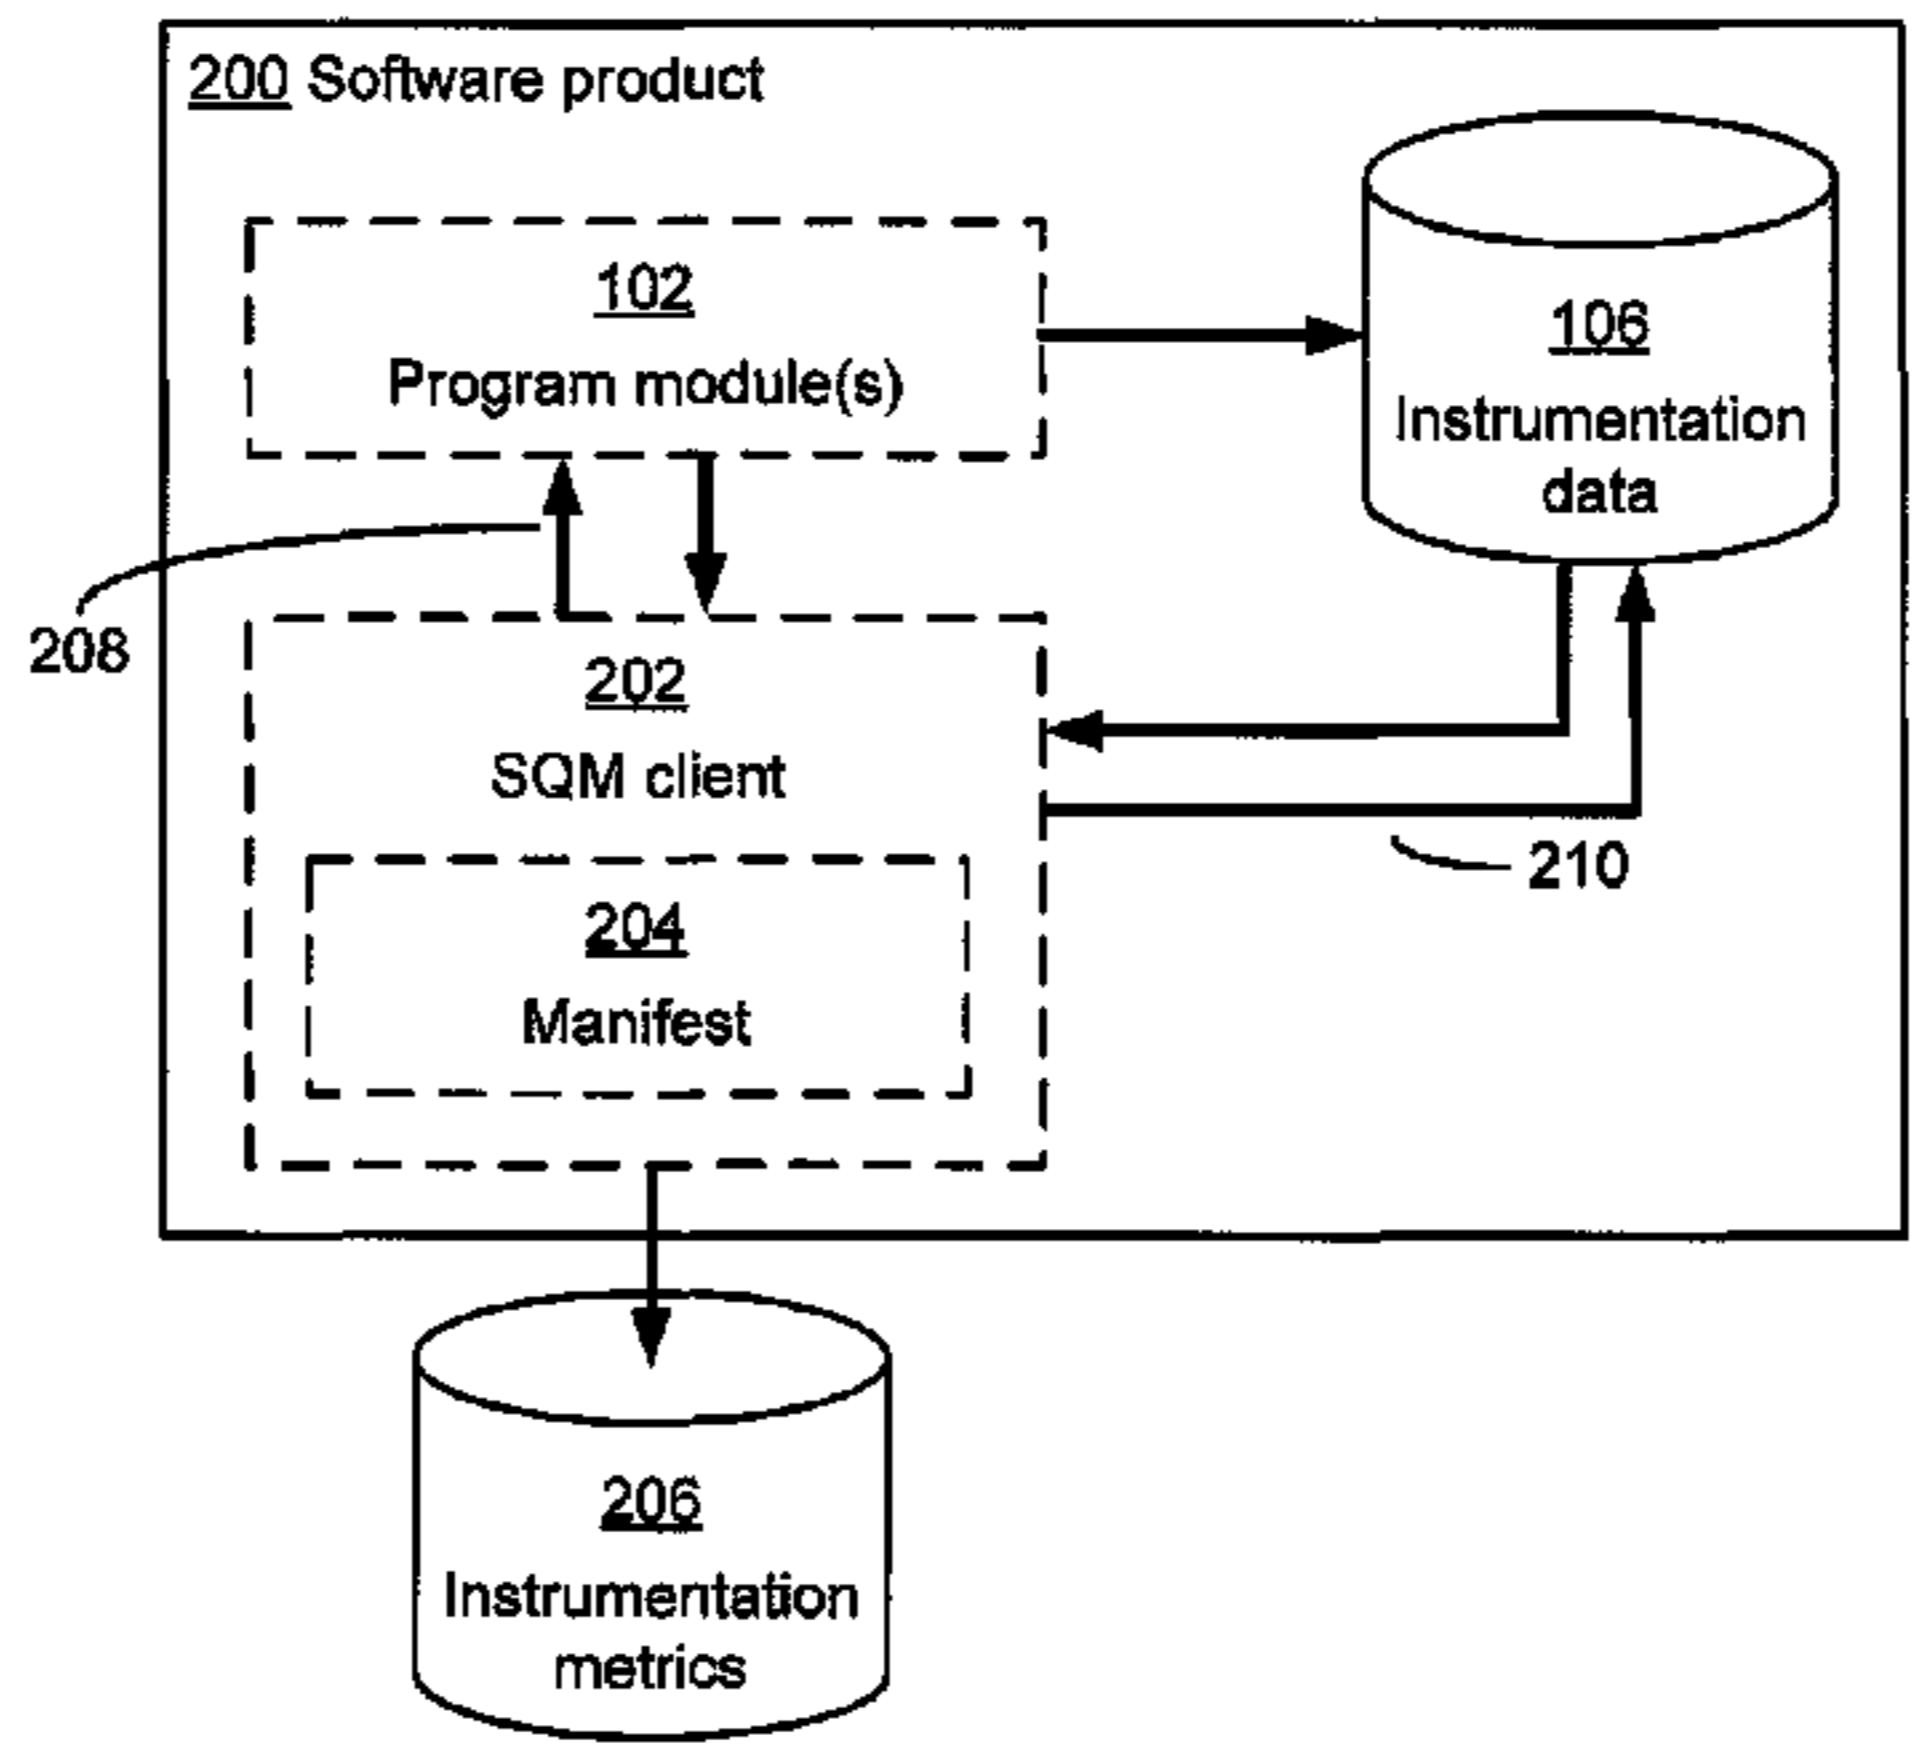 200 Software product
102
Program module(s)
106
Instrumentation
data
208
202
SQM client
210
204
Manifest
206
Instrumentation
metrics